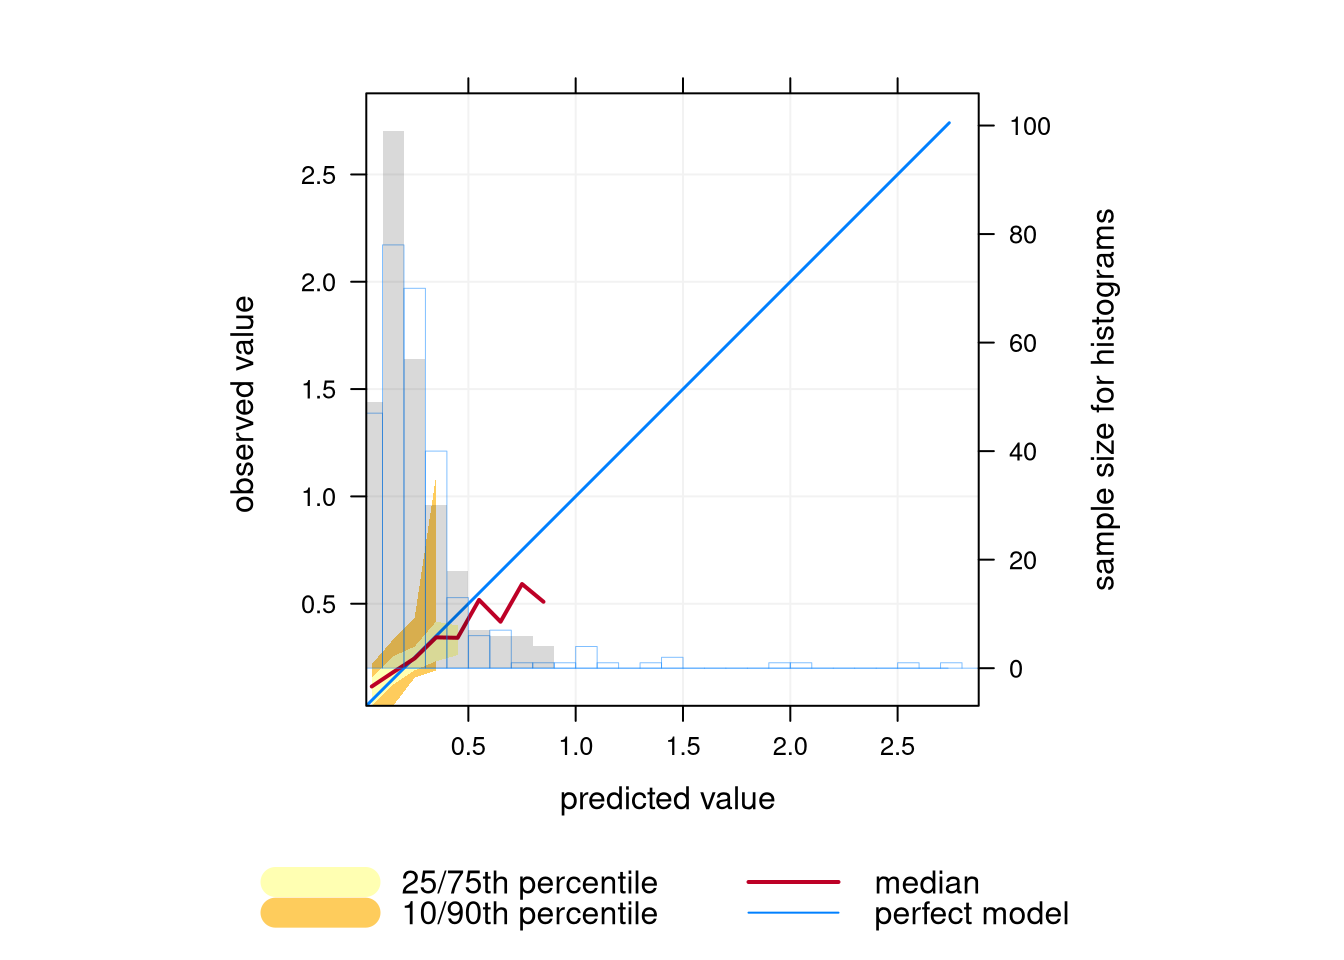 2.5
2.0
1.5
1.0
0.5
observed value
100
80
60
40
20
0
sample size for histograms
0.5 1.0 1.5 2.0 2.5
predicted value
25/75th percentile
10/90th percentile
median
perfect model